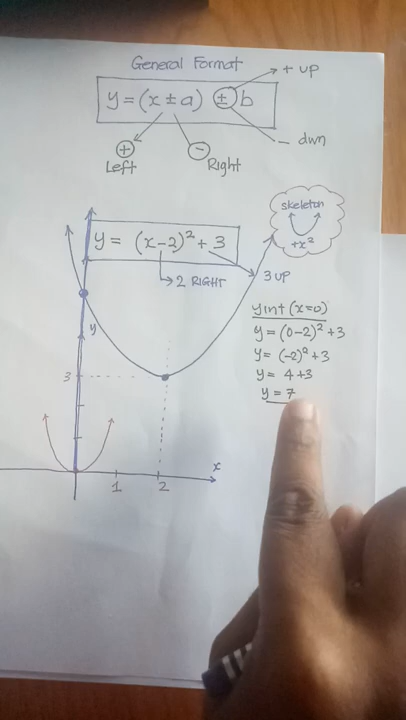 General Format
+ up
y = (x ± a) ± b
- dwn
+ -
Left Right
skeleton
+x²
y = (x-2)² + 3
→ 2 RIGHT
3 UP
yint (x=0)
y = (0-2)² +3
y = (-2)² +3
y = 4 +3
y = 7
y
3
x
1 2